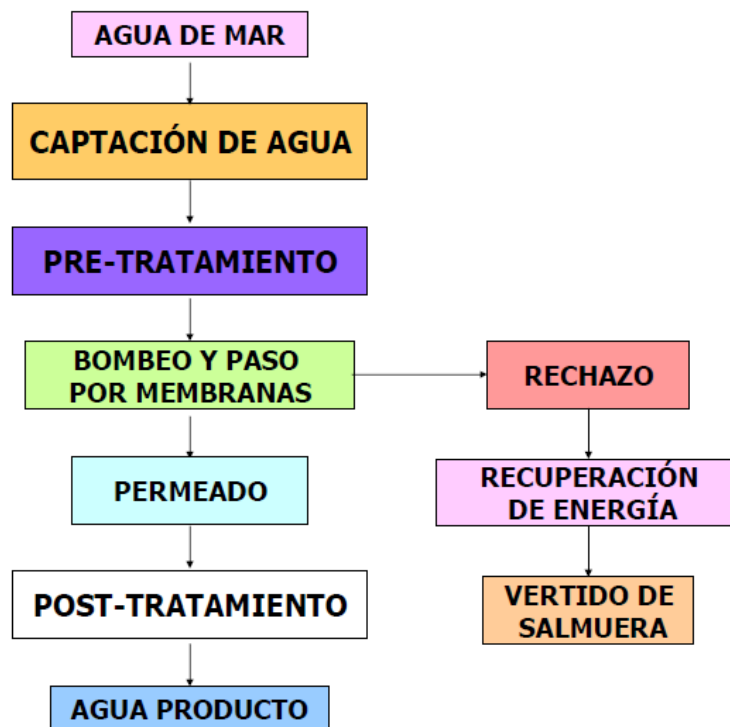 AGUA DE MAR
CAPTACIÓN DE AGUA
PRE-TRATAMIENTO
BOMBEO Y PASO
POR MEMBRANAS
RECHAZO
PERMEADO
RECUPERACIÓN
DE ENERGÍA
POST-TRATAMIENTO
VERTIDO DE
SALMUERA
AGUA PRODUCTO